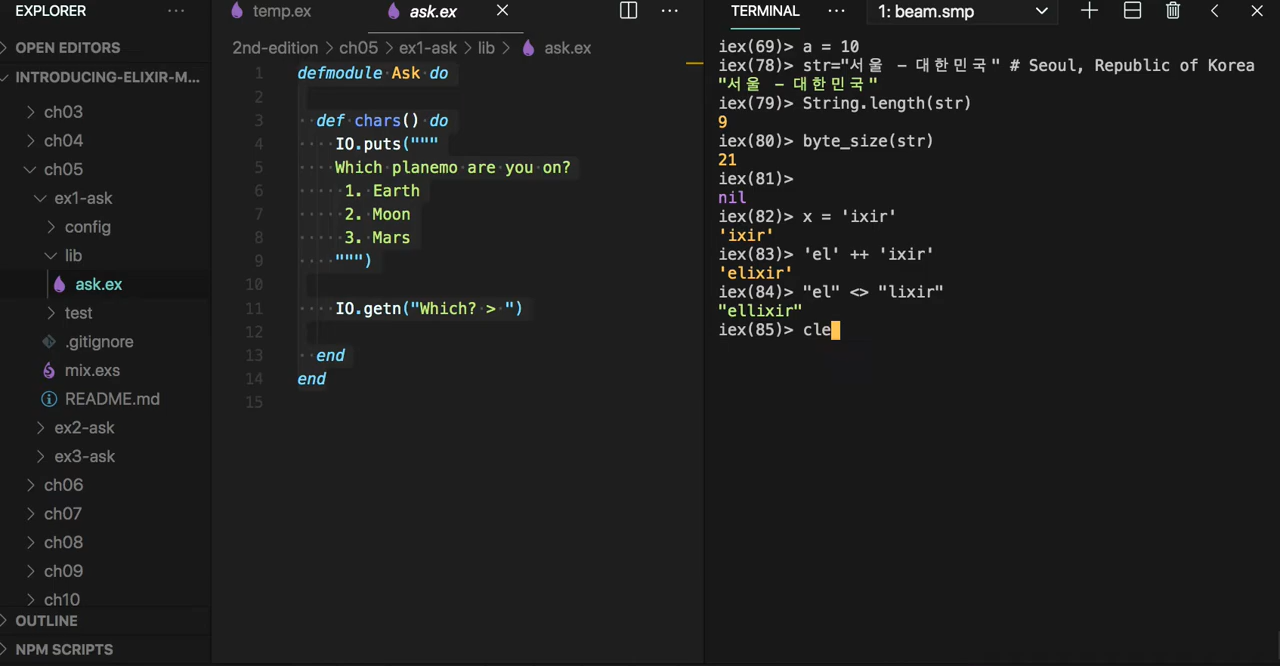 EXPLORER ···
OPEN EDITORS
INTRODUCING-ELIXIR-M...
ch03
ch04
ch05
ex1-ask
config
lib
ask.ex
test
.gitignore
mix.exs
README.md
ex2-ask
ex3-ask
ch06
ch07
ch08
ch09
ch10
OUTLINE
NPM SCRIPTS
temp.ex ask.ex ···
2nd-edition > ch05 > ex1-ask > lib > ask.ex
1 defmodule Ask do
2
3 def chars() do
4 IO.puts("""
5 Which planemo are you on?
6 1. Earth
7 2. Moon
8 3. Mars
9 """)
10
11 IO.getn("Which? > ")
12
13 end
14 end
15
TERMINAL ··· 1: beam.smp
iex(69)> a = 10
iex(78)> str="서울 - 대한민국" # Seoul, Republic of Korea
"서울 - 대한민국"
iex(79)> String.length(str)
9
iex(80)> byte_size(str)
21
iex(81)>
nil
iex(82)> x = 'ixir'
'ixir'
iex(83)> 'el' ++ 'ixir'
'elixir'
iex(84)> "el" <> "lixir"
"ellixir"
iex(85)> cle